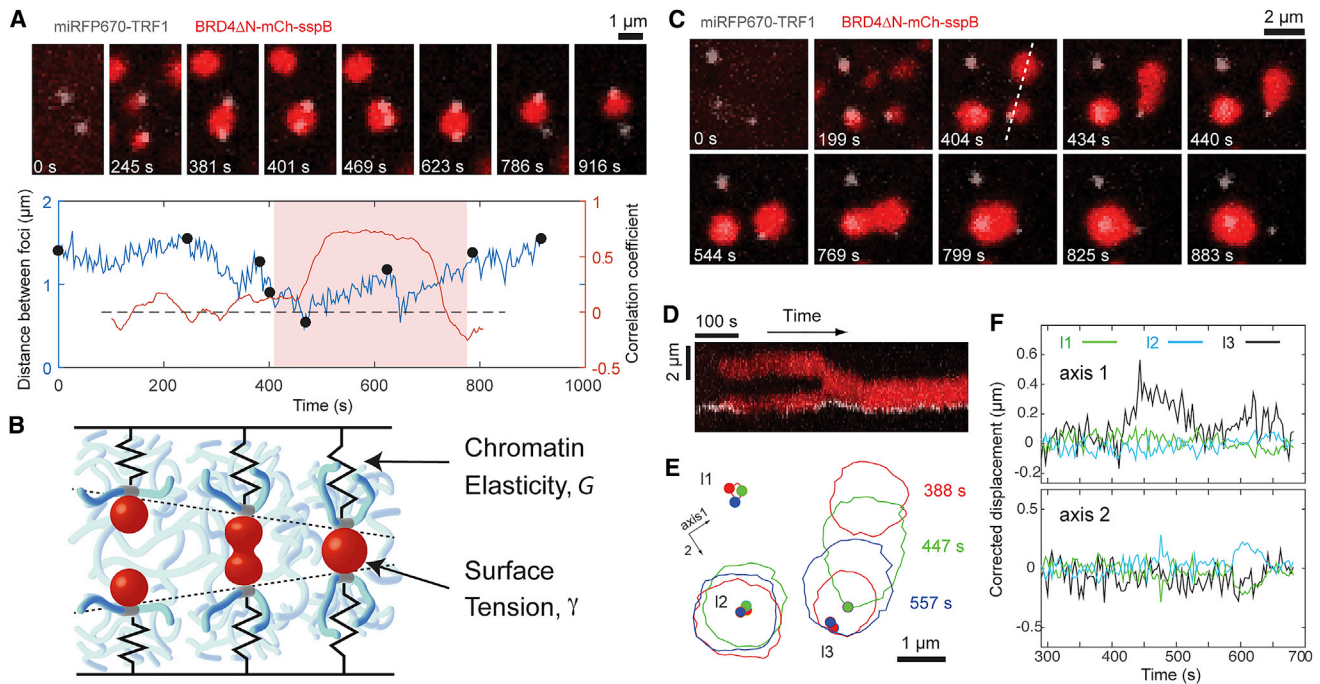 A
miRFP670-TRF1 BRD4ΔN-mCh-sspB
1 μm
0 s 245 s 381 s 401 s 469 s 623 s 786 s 916 s
Distance between foci (μm)
2
1
0
1
0.5
0
-0.5
Correlation coefficient
0 200 400 600 800 1000
Time (s)
B
Chromatin
Elasticity, G
Surface
Tension, γ
C
miRFP670-TRF1 BRD4ΔN-mCh-sspB
2 μm
0 s 199 s 404 s 434 s 440 s
544 s 769 s 799 s 825 s 883 s
D
100 s Time
2 μm
E
l1
axis1
2
l2
l3
388 s
447 s
557 s
1 μm
F
l1 l2 l3
axis 1
0.6
0.4
0.2
0
-0.2
Corrected displacement (μm)
axis 2
0.5
0
-0.5
300 400 500 600 700
Time (s)